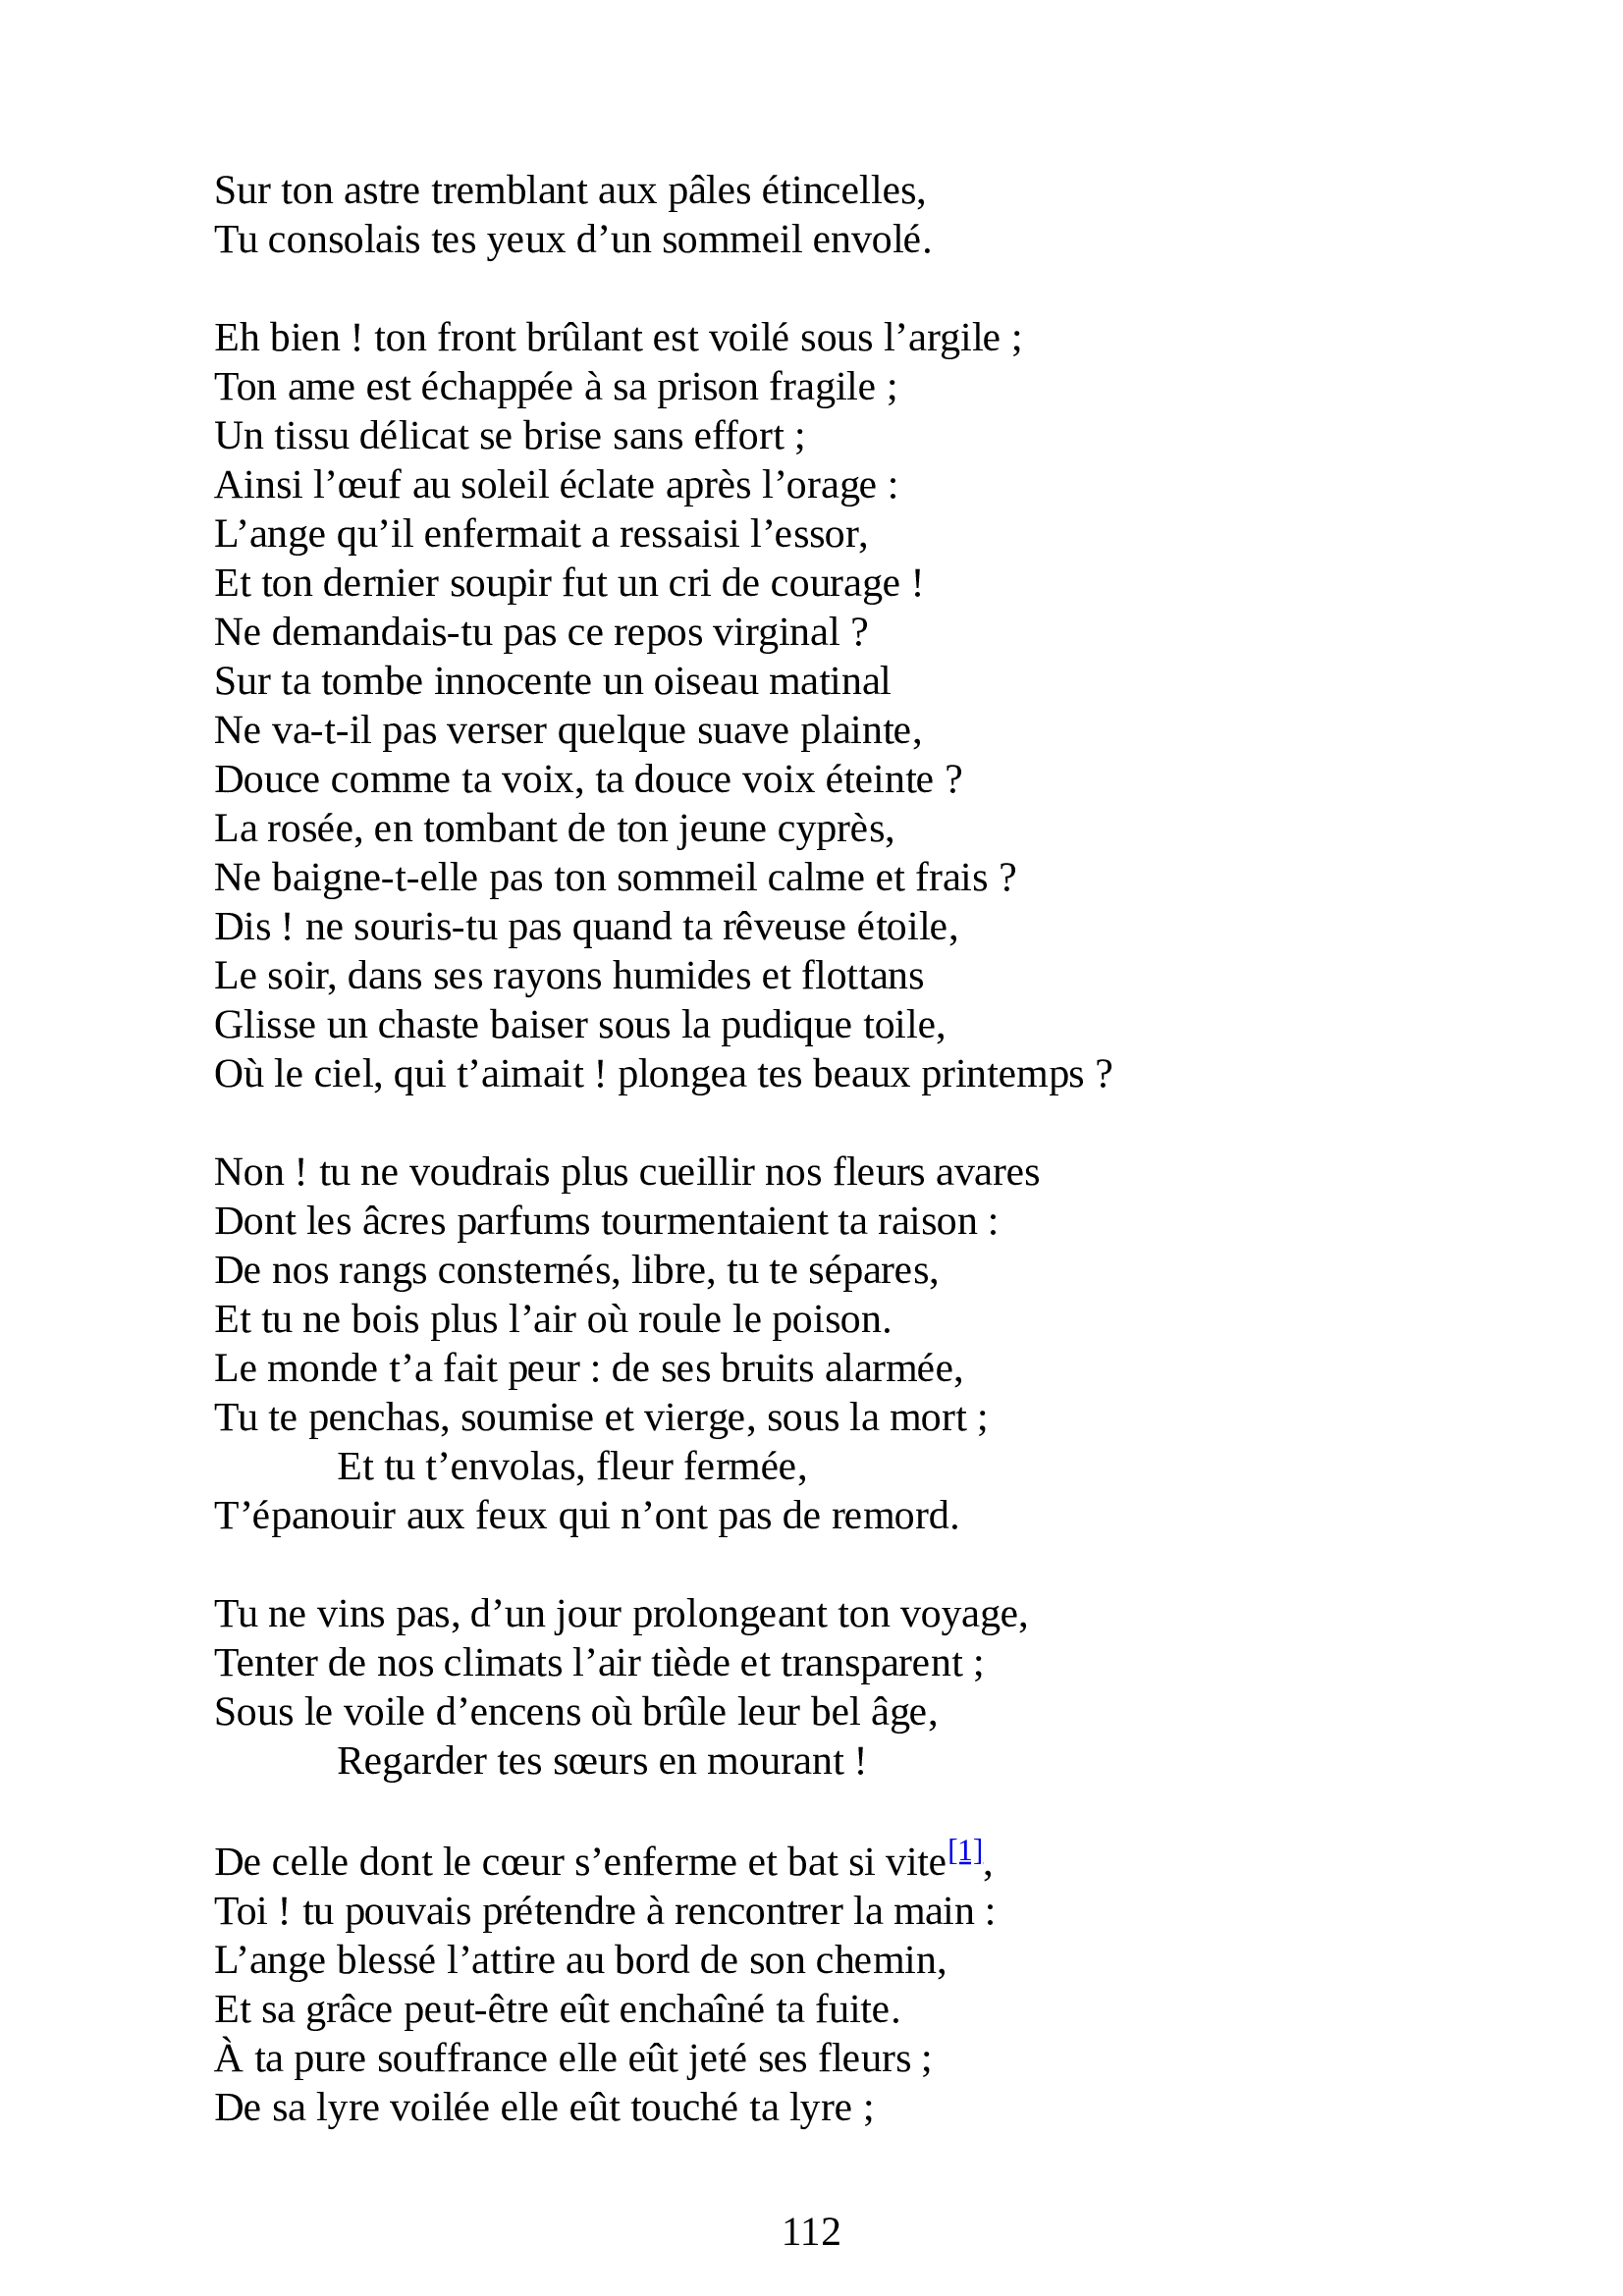 Sur ton astre tremblant aux pâles étincelles,
Tu consolais tes yeux d’un sommeil envolé.

Eh bien ! ton front brûlant est voilé sous l’argile ;
Ton ame est échappée à sa prison fragile ;
Un tissu délicat se brise sans effort ;
Ainsi l’œuf au soleil éclate après l’orage :
L’ange qu’il enfermait a ressaisi l’essor,
Et ton dernier soupir fut un cri de courage !
Ne demandais-tu pas ce repos virginal ?
Sur ta tombe innocente un oiseau matinal
Ne va-t-il pas verser quelque suave plainte,
Douce comme ta voix, ta douce voix éteinte ?
La rosée, en tombant de ton jeune cyprès,
Ne baigne-t-elle pas ton sommeil calme et frais ?
Dis ! ne souris-tu pas quand ta rêveuse étoile,
Le soir, dans ses rayons humides et flottans
Glisse un chaste baiser sous la pudique toile,
Où le ciel, qui t’aimait ! plongea tes beaux printemps ?

Non ! tu ne voudrais plus cueillir nos fleurs avares
Dont les âcres parfums tourmentaient ta raison :
De nos rangs consternés, libre, tu te sépares,
Et tu ne bois plus l’air où roule le poison.
Le monde t’a fait peur : de ses bruits alarmée,
Tu te penchas, soumise et vierge, sous la mort ;
Et tu t’envolas, fleur fermée,
T’épanouir aux feux qui n’ont pas de remord.

Tu ne vins pas, d’un jour prolongeant ton voyage,
Tenter de nos climats l’air tiède et transparent ;
Sous le voile d’encens où brûle leur bel âge,
Regarder tes sœurs en mourant !

De celle dont le cœur s’enferme et bat si vite[1],
Toi ! tu pouvais prétendre à rencontrer la main :
L’ange blessé l’attire au bord de son chemin,
Et sa grâce peut-être eût enchaîné ta fuite.
À ta pure souffrance elle eût jeté ses fleurs ;
De sa lyre voilée elle eût touché ta lyre ;

112